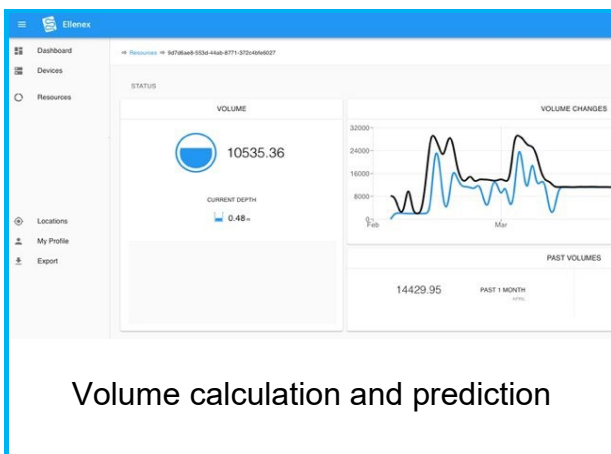 Ellenex
Dashboard
Devices
Resources
Locations
My Profile
Export
Resources
STATUS
VOLUME
10535.36
CURRENT DEPTH
0.48
VOLUME CHANGES
32000
24000
16000
8000
0
Feb
Mar
PAST VOLUMES
14429.95
PAST 1 MONTH
Volume calculation and prediction